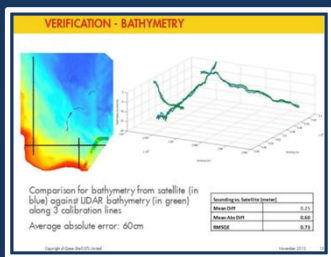 VERIFICATION - BATHYMETRY
Comparison for bathymetry from satellite (in
blue) against LIDAR bathymetry (in green)
along 3 calibration lines
Average absolute error: 60cm
Sounding vs. Satellite (meter)
Mean Diff 0.25
Mean Abs Diff 0.60
RMSQE 0.73
November 2013